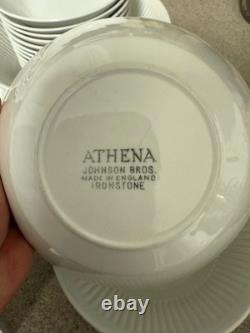 ATHENA
JOHNSON BROS.
MADE IN ENGLAND
IRONSTONE